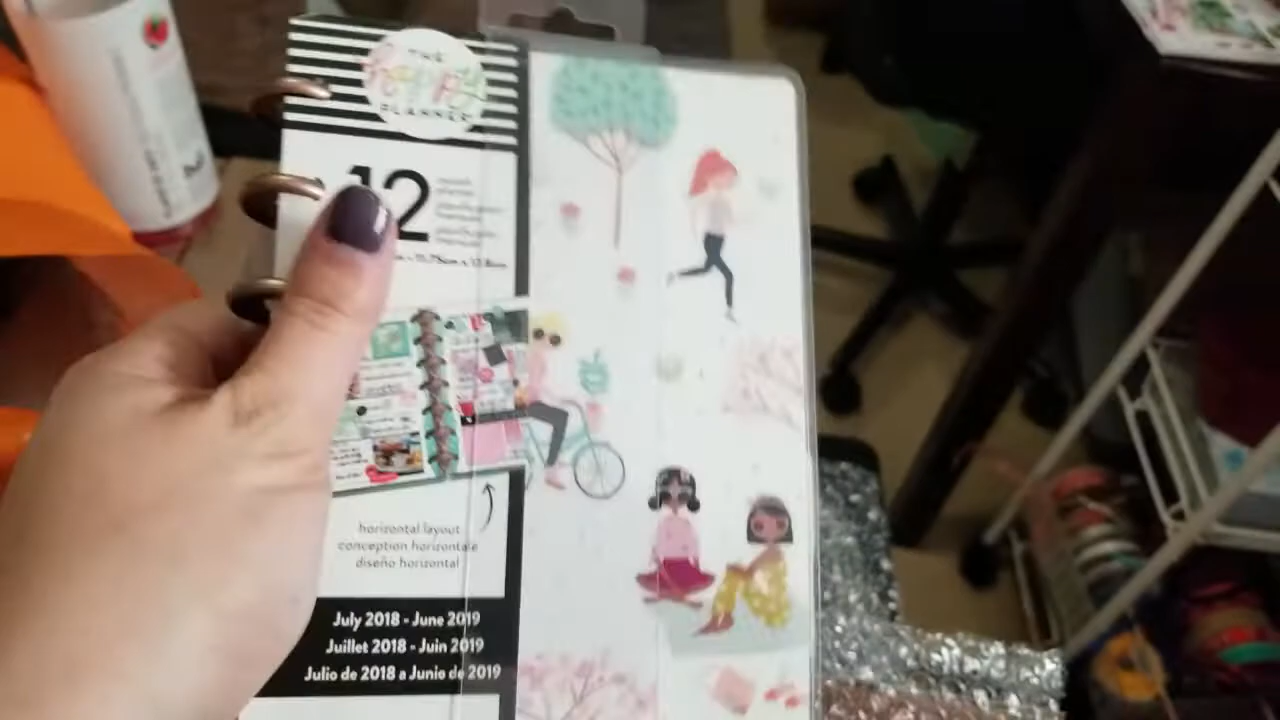 THE
happy
PLANNER
12
horizontal layout
conception horizontale
diseño horizontal
July 2018 - June 2019
Juillet 2018 - Juin 2019
Julio de 2018 a Junio de 2019